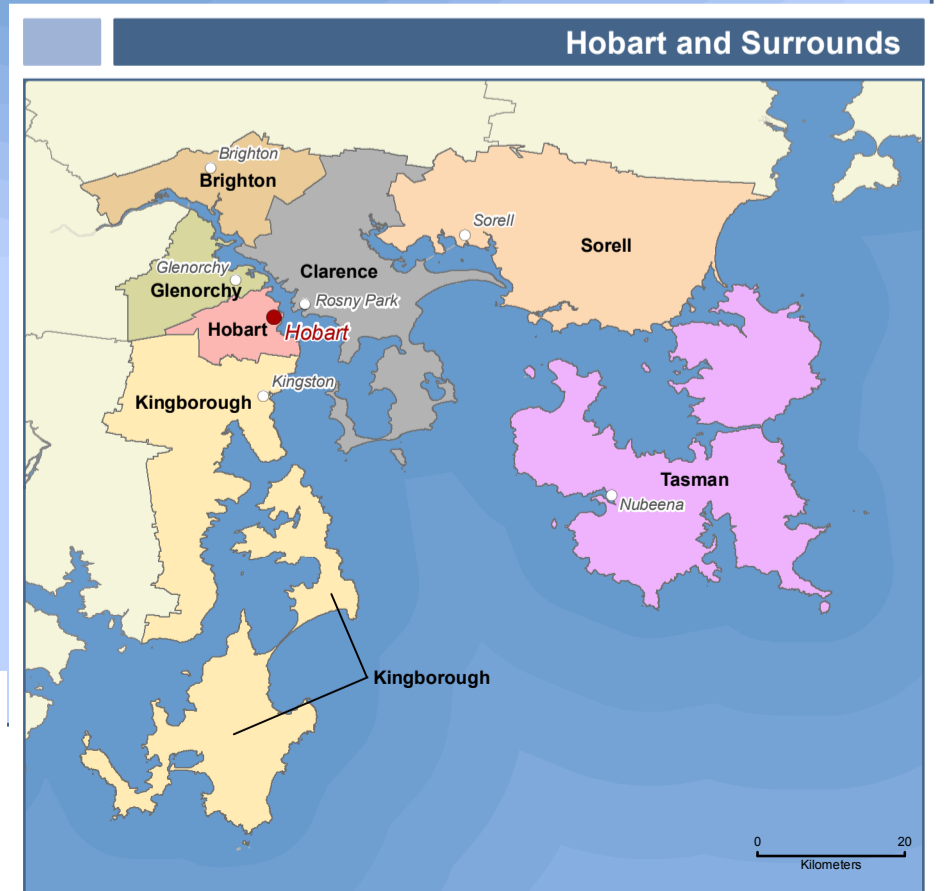 Hobart and Surrounds
Brighton
Brighton
Sorell
Sorell
Glenorchy
Clarence
Glenorchy
Rosny Park
Hobart
Hobart
Kingston
Kingborough
Tasman
Nubeena
Kingborough
0 20
Kilometers